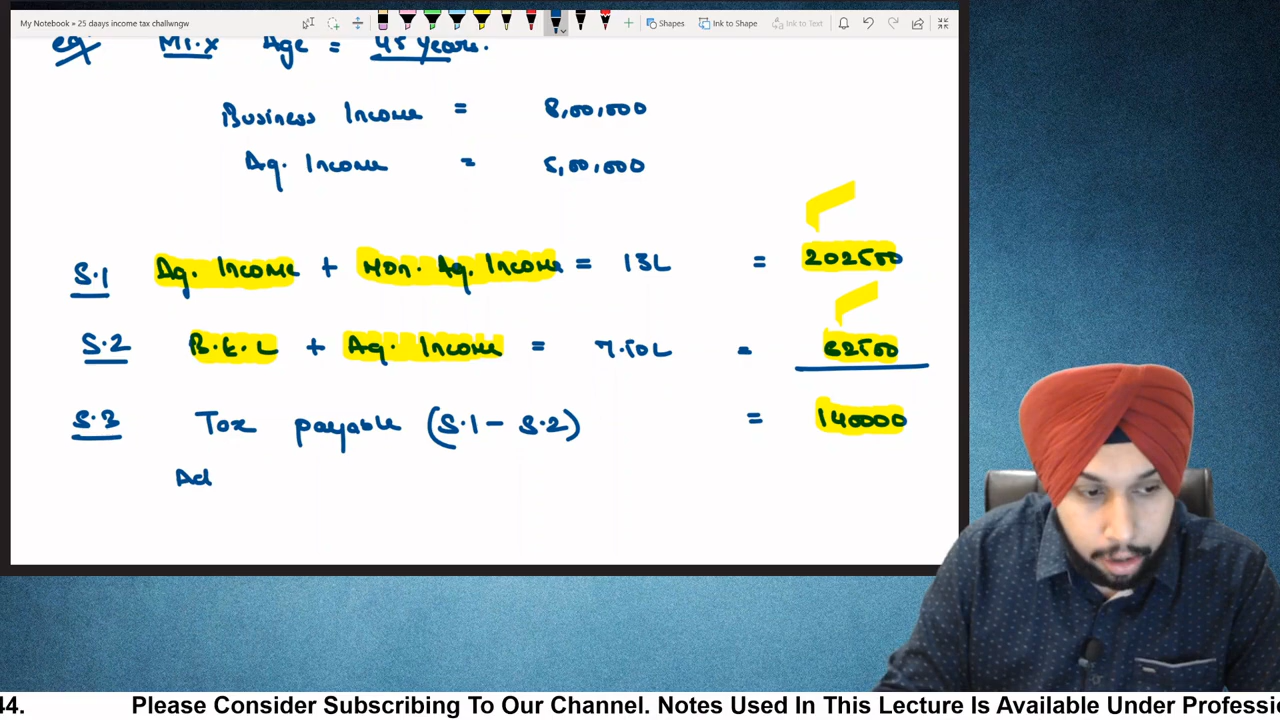 My Notebook = 25 daays income tax challwngw
Shapes
Ink to Shape
Ink to Text
eg/ Mr.X Age = 45 years.
Business Income = 8,00,000
Ag. Income = 5,00,000
S.1 Ag. Income + Non. Ag. Income = 13L = 202500
S.2 B.E.L + Ag. Income = 7.50L = 62500
S.3 Tax payable (S.1 - S.2) = 140000
Ad
44. Please Consider Subscribing To Our Channel. Notes Used In This Lecture Is Available Under Professi